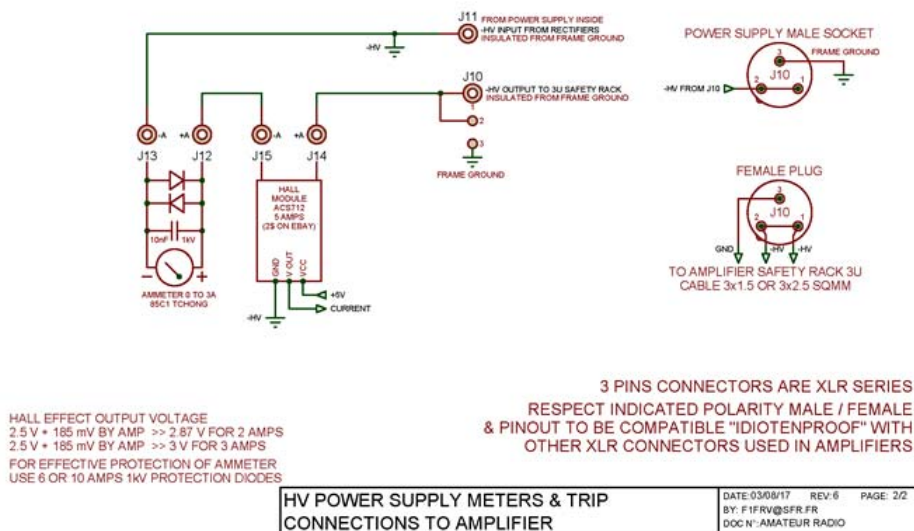 J11
FROM POWER SUPPLY INSIDE
-HV INPUT FROM RECTIFIERS
INSULATED FROM FRAME GROUND
-HV
J10
-HV OUTPUT TO 3U SAFETY RACK
INSULATED FROM FRAME GROUND
1
2
3
FRAME GROUND
-A
+A
-A
+A
J13
J12
J15
J14
HALL
MODULE
ACS712
5 AMPS
(2$ ON EBAY)
10nF
1kV
GND
V OUT
VCC
- +
AMMETER 0 TO 3A
85C1 TCHONG
+5V
CURRENT
-HV
POWER SUPPLY MALE SOCKET
FRAME GROUND
3
J10
2
1
-HV FROM J10
FEMALE PLUG
3
J10
2
1
GND
-HV
-HV
TO AMPLIFIER SAFETY RACK 3U
CABLE 3x1.5 OR 3x2.5 SQMM
3 PINS CONNECTORS ARE XLR SERIES
RESPECT INDICATED POLARITY MALE / FEMALE
& PINOUT TO BE COMPATIBLE "IDIOTENPROOF" WITH
OTHER XLR CONNECTORS USED IN AMPLIFIERS
HALL EFFECT OUTPUT VOLTAGE
2.5 V + 185 mV BY AMP >> 2.87 V FOR 2 AMPS
2.5 V + 185 mV BY AMP >> 3 V FOR 3 AMPS
FOR EFFECTIVE PROTECTION OF AMMETER
USE 6 OR 10 AMPS 1kV PROTECTION DIODES
HV POWER SUPPLY METERS & TRIP
CONNECTIONS TO AMPLIFIER
DATE:03/08/17 REV:6 PAGE: 2/2
BY: F1FRV@SFR.FR
DOC N°: AMATEUR RADIO